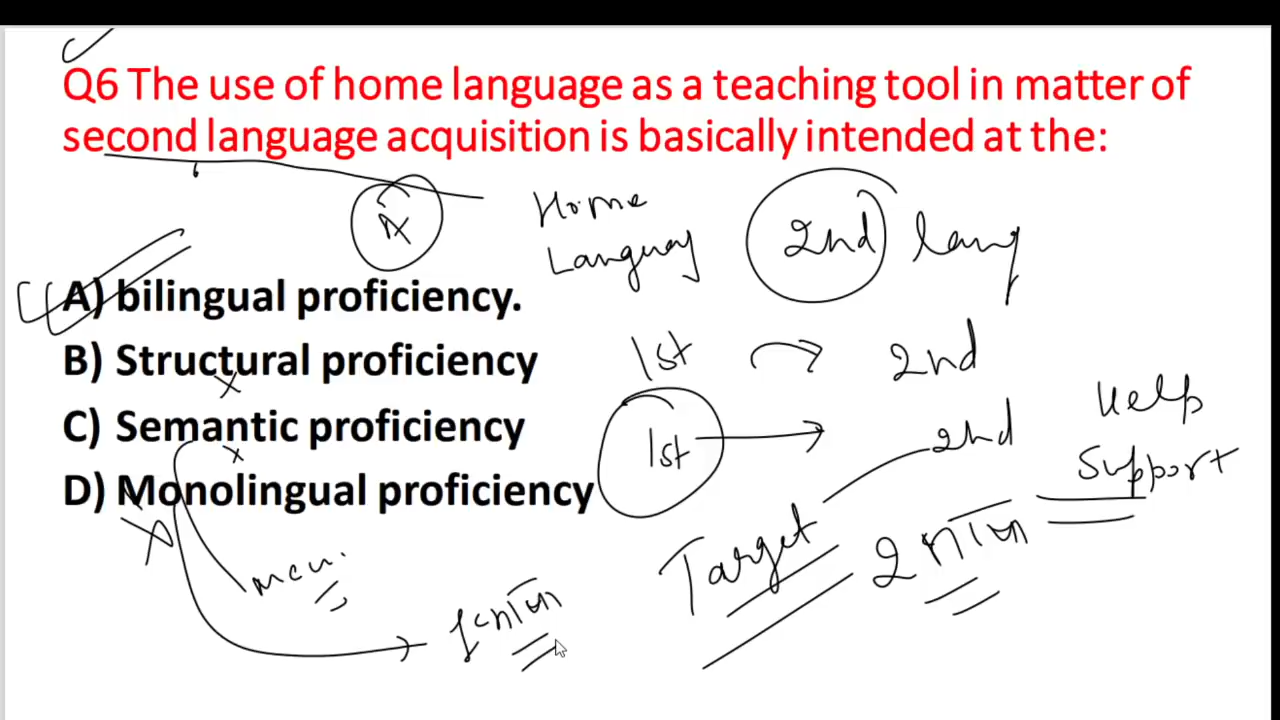 Q6 The use of home language as a teaching tool in matter of
second language acquisition is basically intended at the:
A
Home
Language
2nd lang
A) bilingual proficiency.
1st 2nd
B) Structural proficiency
Help
C) Semantic proficiency
1st 2nd
Support
D) Monolingual proficiency
Target